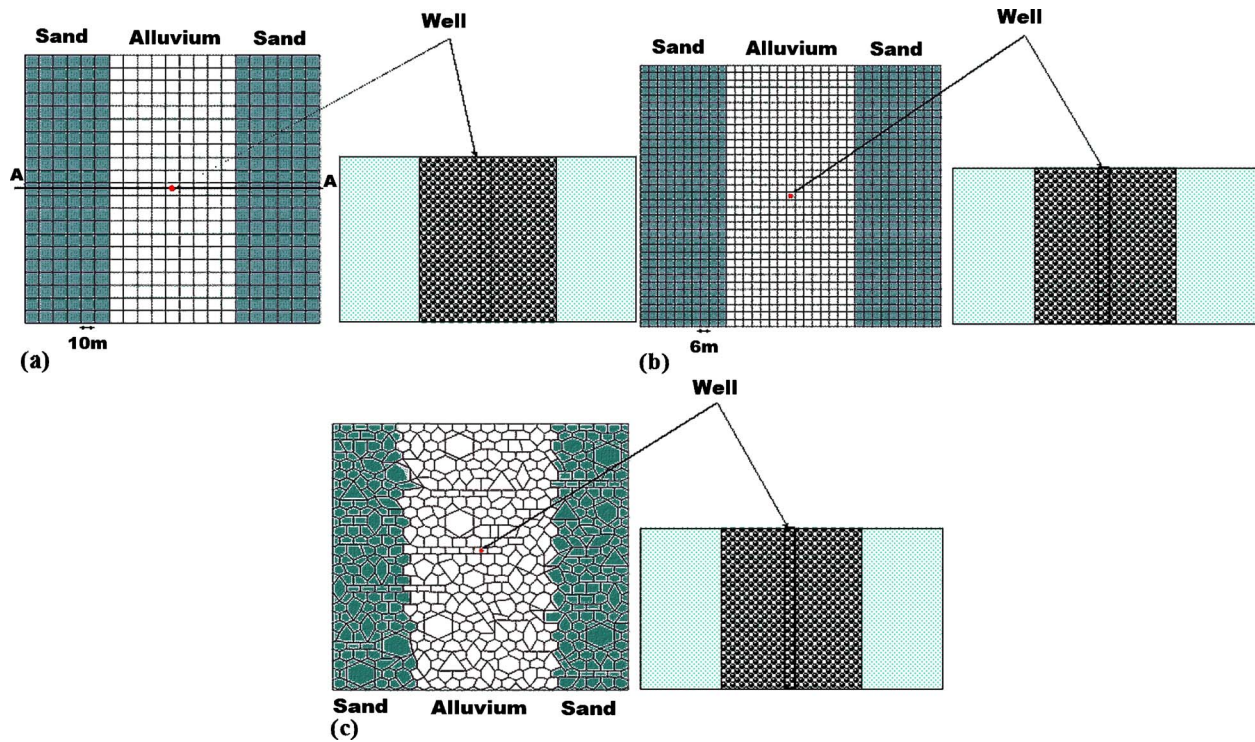 Well
Sand Alluvium Sand
A A
10m
(a)
Well
Sand Alluvium Sand
6m
(b)
Well
Sand Alluvium Sand
(c)